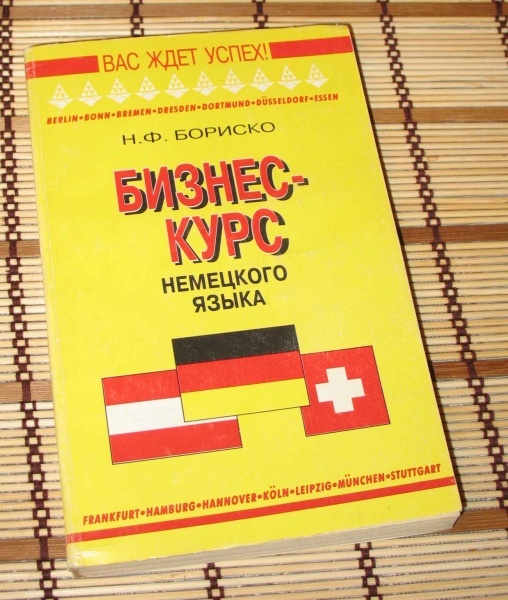 ВАС ЖДЕТ УСПЕХ!
BERLIN•BONN•BREMEN•DRESDEN•DORTMUND•DÜSSELDORF•ESSEN
Н.Ф. БОРИСКО
БИЗНЕС-
КУРС
НЕМЕЦКОГО
ЯЗЫКА
FRANKFURT•HAMBURG•HANNOVER•KÖLN•LEIPZIG•MÜNCHEN•STUTTGART